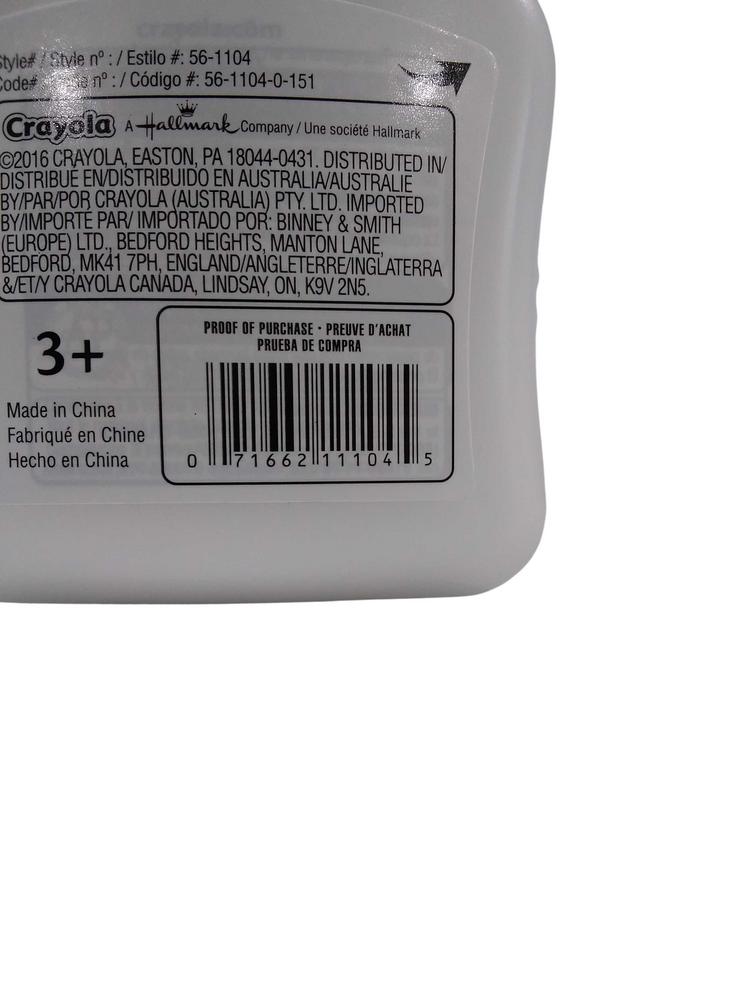 Style# / Style nº : / Estilo #: 56-1104
Code# nº : / Código #: 56-1104-0-151
Crayola A Hallmark Company / Une société Hallmark
©2016 CRAYOLA, EASTON, PA 18044-0431. DISTRIBUTED IN/
DISTRIBUÉ EN/DISTRIBUIDO EN AUSTRALIA/AUSTRALIE
BY/PAR/POR CRAYOLA (AUSTRALIA) PTY. LTD. IMPORTED
BY/IMPORTÉ PAR/ IMPORTADO POR: BINNEY & SMITH
(EUROPE) LTD., BEDFORD HEIGHTS, MANTON LANE,
BEDFORD, MK41 7PH, ENGLAND/ANGLETERRE/INGLATERRA
&/ET/Y CRAYOLA CANADA, LINDSAY, ON, K9V 2N5.
3+
Made in China
Fabriqué en Chine
Hecho en China
PROOF OF PURCHASE • PREUVE D'ACHAT
PRUEBA DE COMPRA
0 71662 11104 5